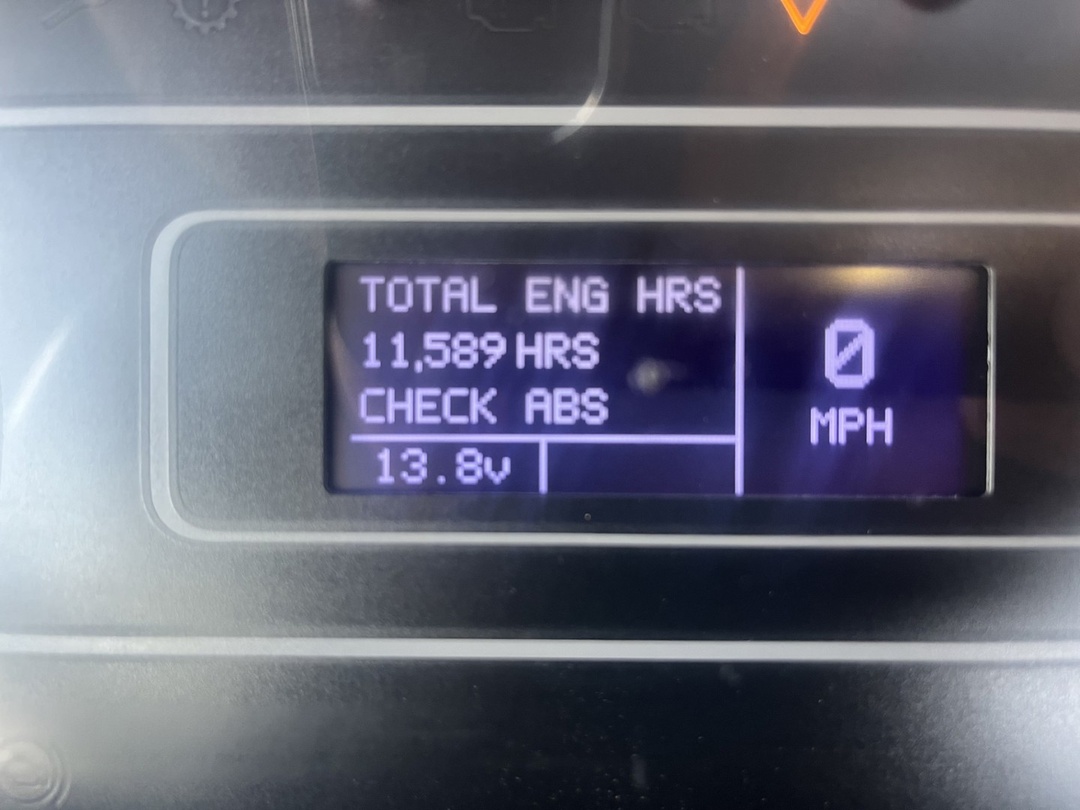 TOTAL ENG HRS
11,589 HRS
CHECK ABS
13.8v
0
MPH